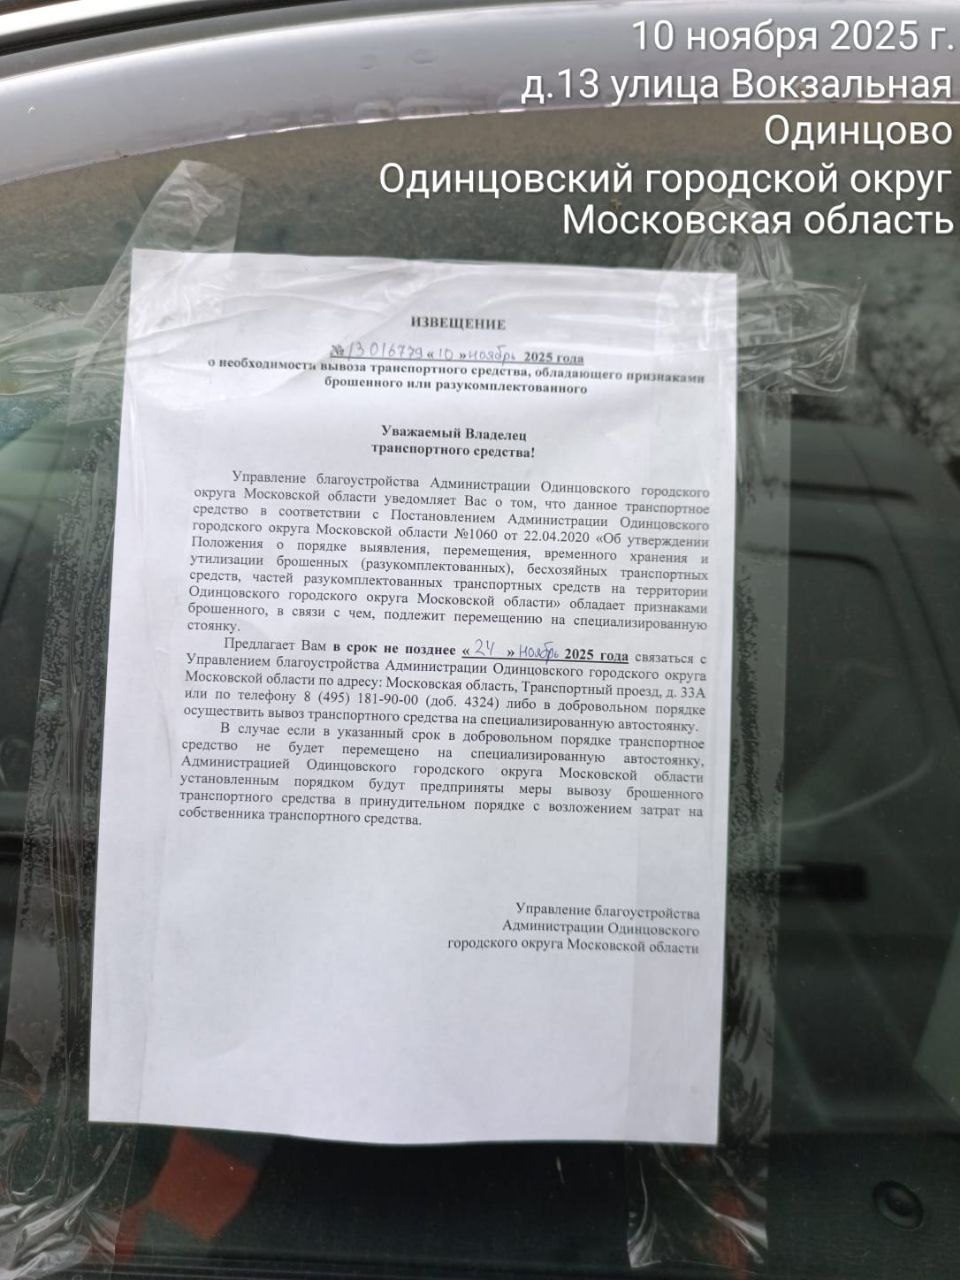 10 ноября 2025 г.
д.13 улица Вокзальная
Одинцово
Одинцовский городской округ
Московская область
ИЗВЕЩЕНИЕ
№13016779 «10 »ноябрь 2025 года
о необходимости вывоза транспортного средства, обладающего признаками
брошенного или разукомплектованного
Уважаемый Владелец
транспортного средства!
Управление благоустройства Администрации Одинцовского городского
округа Московской области уведомляет Вас о том, что данное транспортное
средство в соответствии с Постановлением Администрации Одинцовского
городского округа Московской области №1060 от 22.04.2020 «Об утверждении
Положения о порядке выявления, перемещения, временного хранения и
утилизации брошенных (разукомплектованных), бесхозяйных транспортных
средств, частей разукомплектованных транспортных средств на территории
Одинцовского городского округа Московской области» обладает признаками
брошенного, в связи с чем, подлежит перемещению на специализированную
стоянку.
Предлагает Вам в срок не позднее « 24 » ноябрь 2025 года связаться с
Управлением благоустройства Администрации Одинцовского городского округа
Московской области по адресу: Московская область, Транспортный проезд, д. 33А
или по телефону 8 (495) 181-90-00 (доб. 4324) либо в добровольном порядке
осуществить вывоз транспортного средства на специализированную автостоянку.
В случае если в указанный срок в добровольном порядке транспортное
средство не будет перемещено на специализированную автостоянку,
Администрацией Одинцовского городского округа Московской области
установленным порядком будут предприняты меры вывозу брошенного
транспортного средства в принудительном порядке с возложением затрат на
собственника транспортного средства.
Управление благоустройства
Администрации Одинцовского
городского округа Московской области